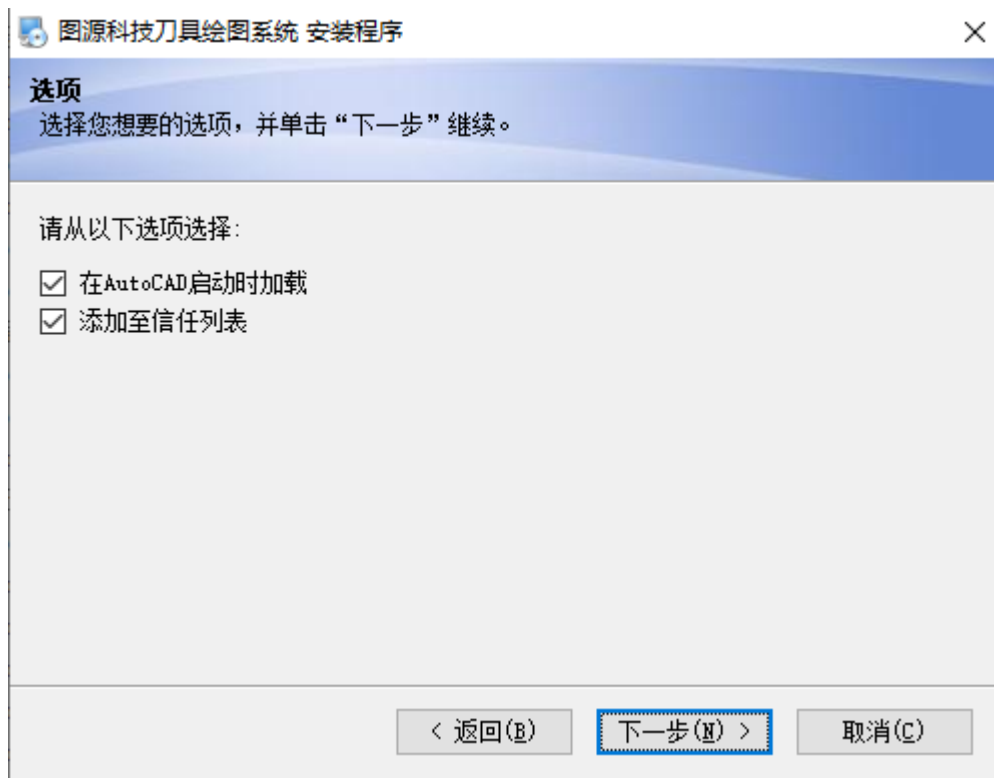 图源科技刀具绘图系统 安装程序
选项
选择您想要的选项，并单击“下一步”继续。
请从以下选项选择:
在AutoCAD启动时加载
添加至信任列表
< 返回(B)
下一步(N) >
取消(C)